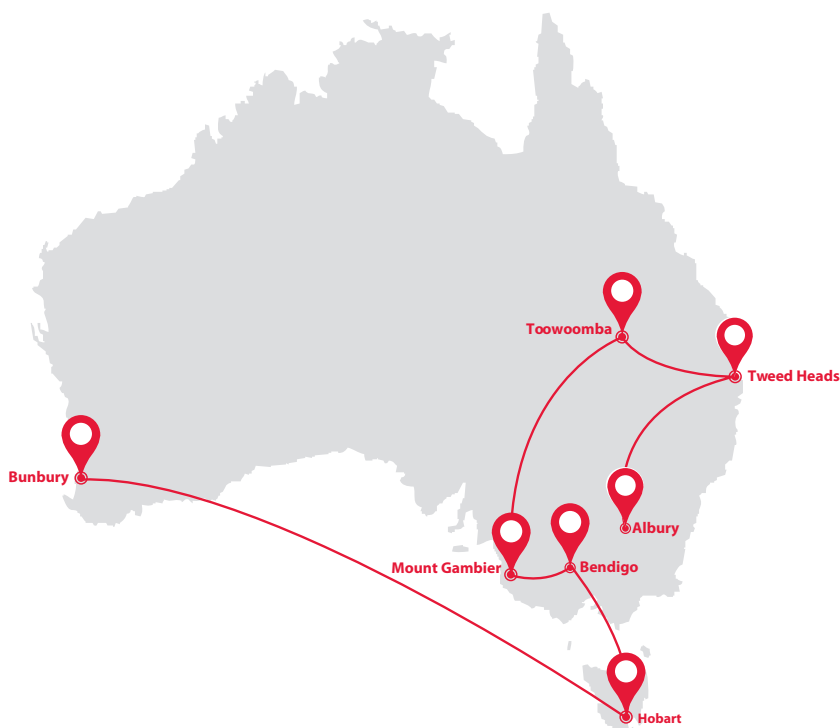 Toowoomba
Tweed Heads
Bunbury
Albury
Mount Gambier
Bendigo
Hobart